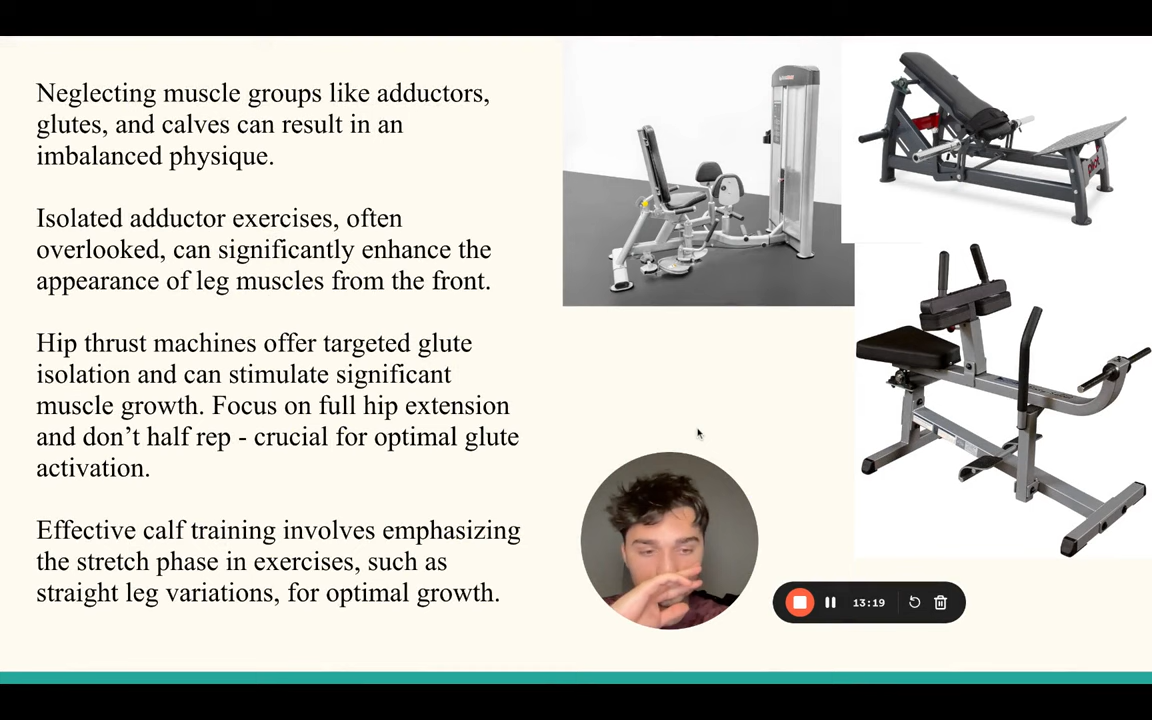 Neglecting muscle groups like adductors,
glutes, and calves can result in an
imbalanced physique.
Isolated adductor exercises, often
overlooked, can significantly enhance the
appearance of leg muscles from the front.
Hip thrust machines offer targeted glute
isolation and can stimulate significant
muscle growth. Focus on full hip extension
and don’t half rep - crucial for optimal glute
activation.
Effective calf training involves emphasizing
the stretch phase in exercises, such as
straight leg variations, for optimal growth.
13:19